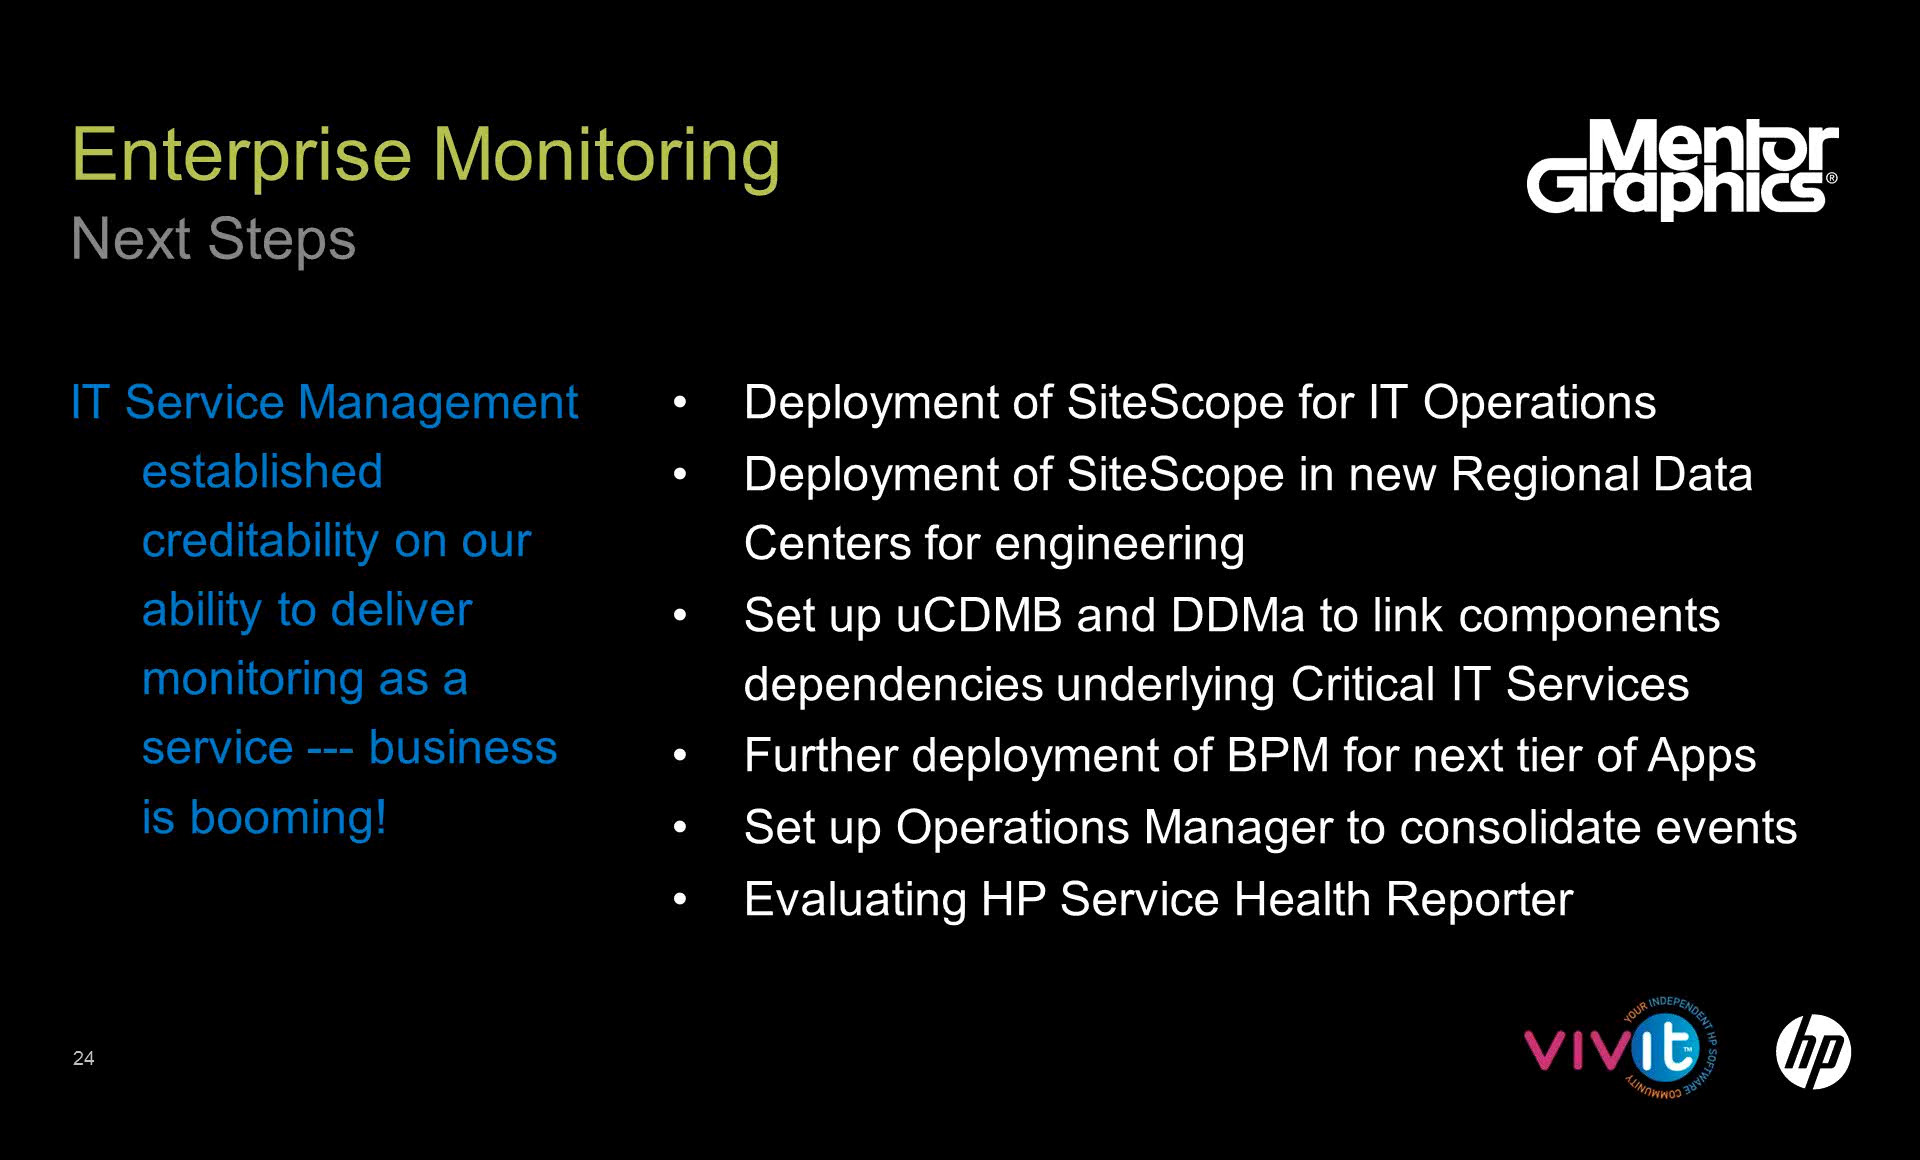 Enterprise Monitoring
Next Steps
Mentor
Graphics®
IT Service Management
established
creditability on our
ability to deliver
monitoring as a
service --- business
is booming!
• Deployment of SiteScope for IT Operations
• Deployment of SiteScope in new Regional Data
Centers for engineering
• Set up uCDMB and DDMa to link components
dependencies underlying Critical IT Services
• Further deployment of BPM for next tier of Apps
• Set up Operations Manager to consolidate events
• Evaluating HP Service Health Reporter
24
vivit™
YOUR INDEPENDENT HP SOFTWARE COMMUNITY
hp